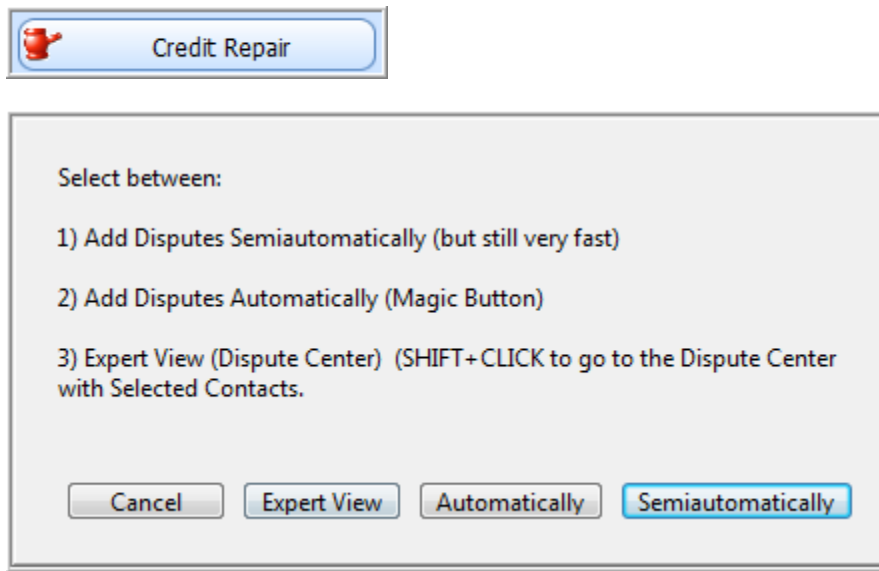 Credit Repair
Select between:
1) Add Disputes Semiautomatically (but still very fast)
2) Add Disputes Automatically (Magic Button)
3) Expert View (Dispute Center)  (SHIFT+CLICK to go to the Dispute Center
with Selected Contacts.
Cancel Expert View Automatically Semiautomatically